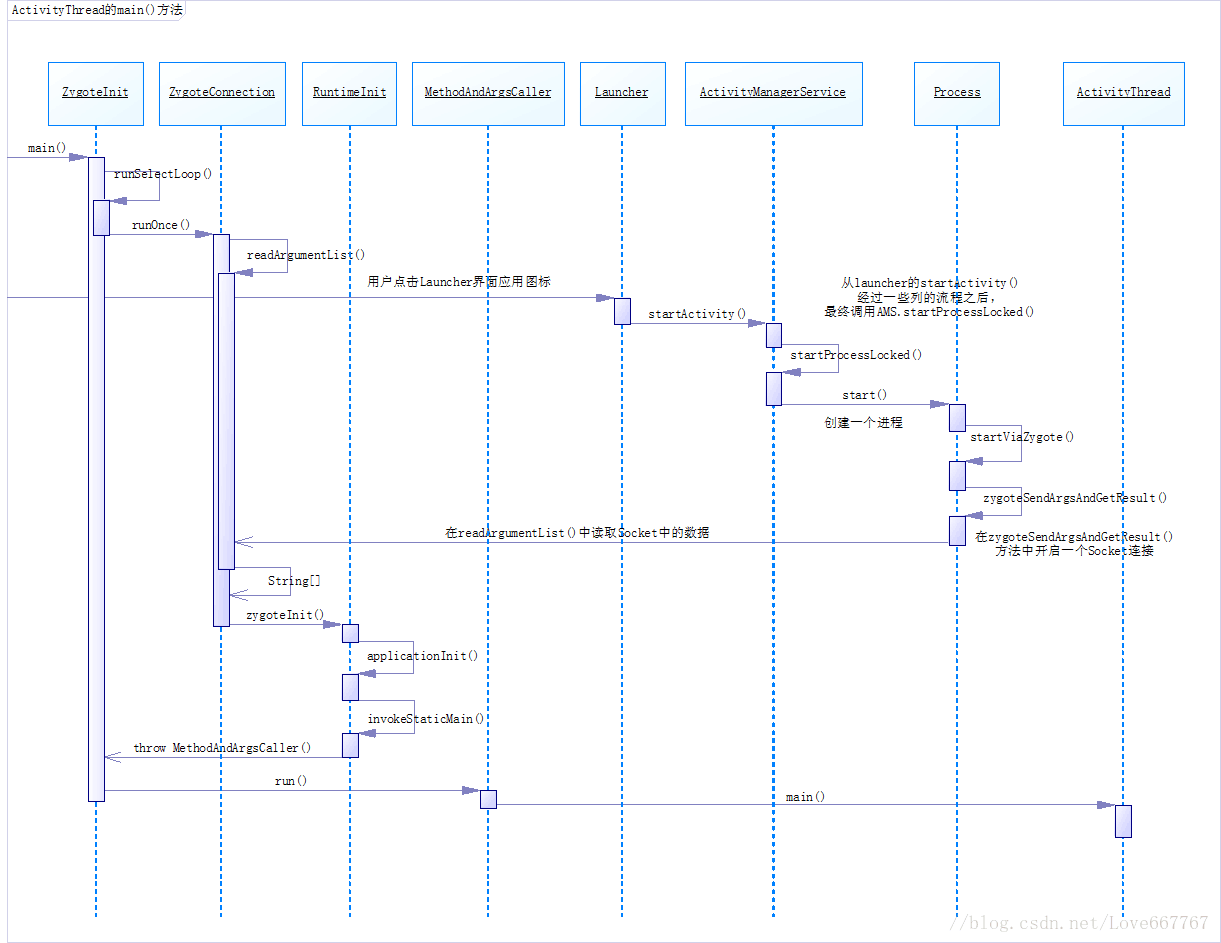 ActivityThread的main()方法
ZygoteInit
ZygoteConnection
RuntimeInit
MethodAndArgsCaller
Launcher
ActivityManagerService
Process
ActivityThread
main()
runSelectLoop()
runOnce()
readArgumentList()
用户点击Launcher界面应用图标
从launcher的startActivity()
经过一些列的流程之后，
最终调用AMS.startProcessLocked()
startActivity()
startProcessLocked()
start()
创建一个进程
startViaZygote()
zygoteSendArgsAndGetResult()
在readArgumentList()中读取Socket中的数据
在zygoteSendArgsAndGetResult()
方法中开启一个Socket连接
String[]
zygoteInit()
applicationInit()
invokeStaticMain()
throw MethodAndArgsCaller()
run()
main()
//blog.csdn.net/Love667767